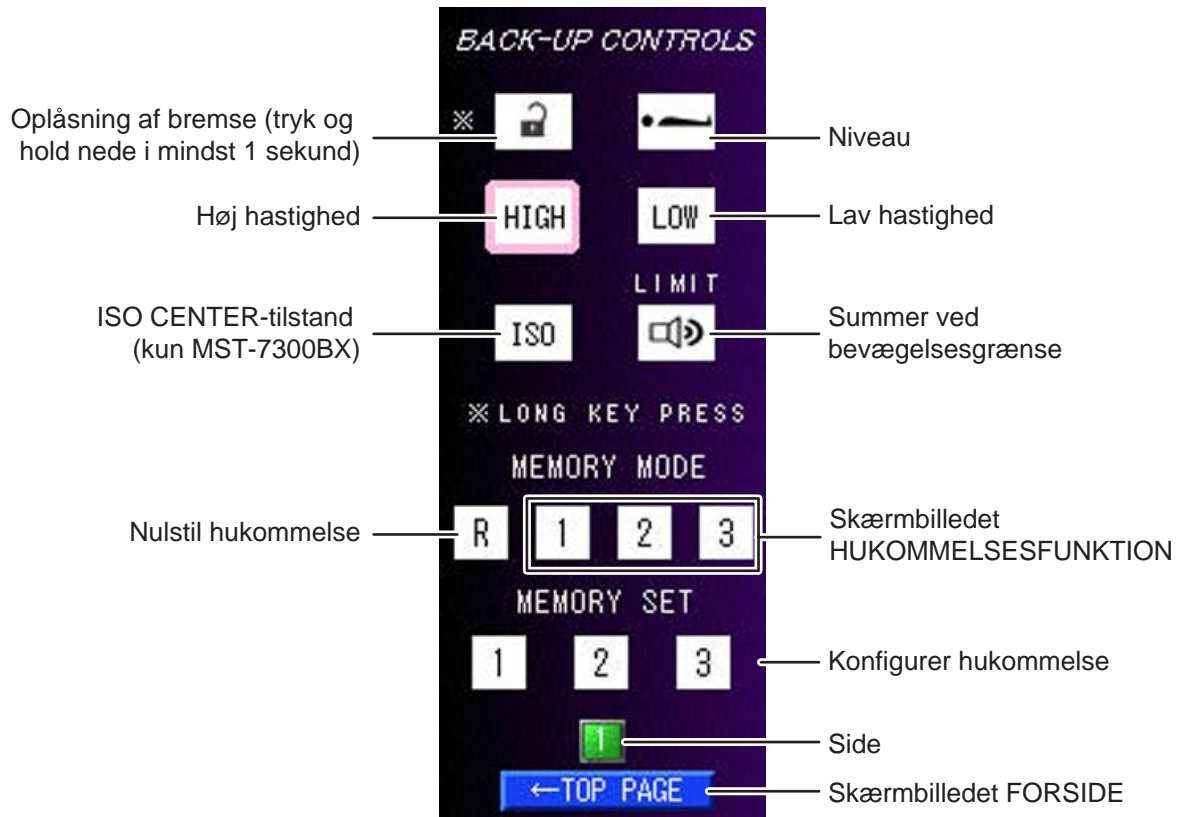 BACK-UP CONTROLS
Oplåsning af bremse (tryk og
hold nede i mindst 1 sekund)
※
Niveau
Høj hastighed
HIGH
LOW
Lav hastighed
LIMIT
ISO CENTER-tilstand
(kun MST-7300BX)
ISO
Summer ved
bevægelsesgrænse
※LONG KEY PRESS
MEMORY MODE
Nulstil hukommelse
R 1 2 3
Skærmbilledet
HUKOMMELSESFUNKTION
MEMORY SET
1 2 3
Konfigurer hukommelse
1
Side
←TOP PAGE
Skærmbilledet FORSIDE